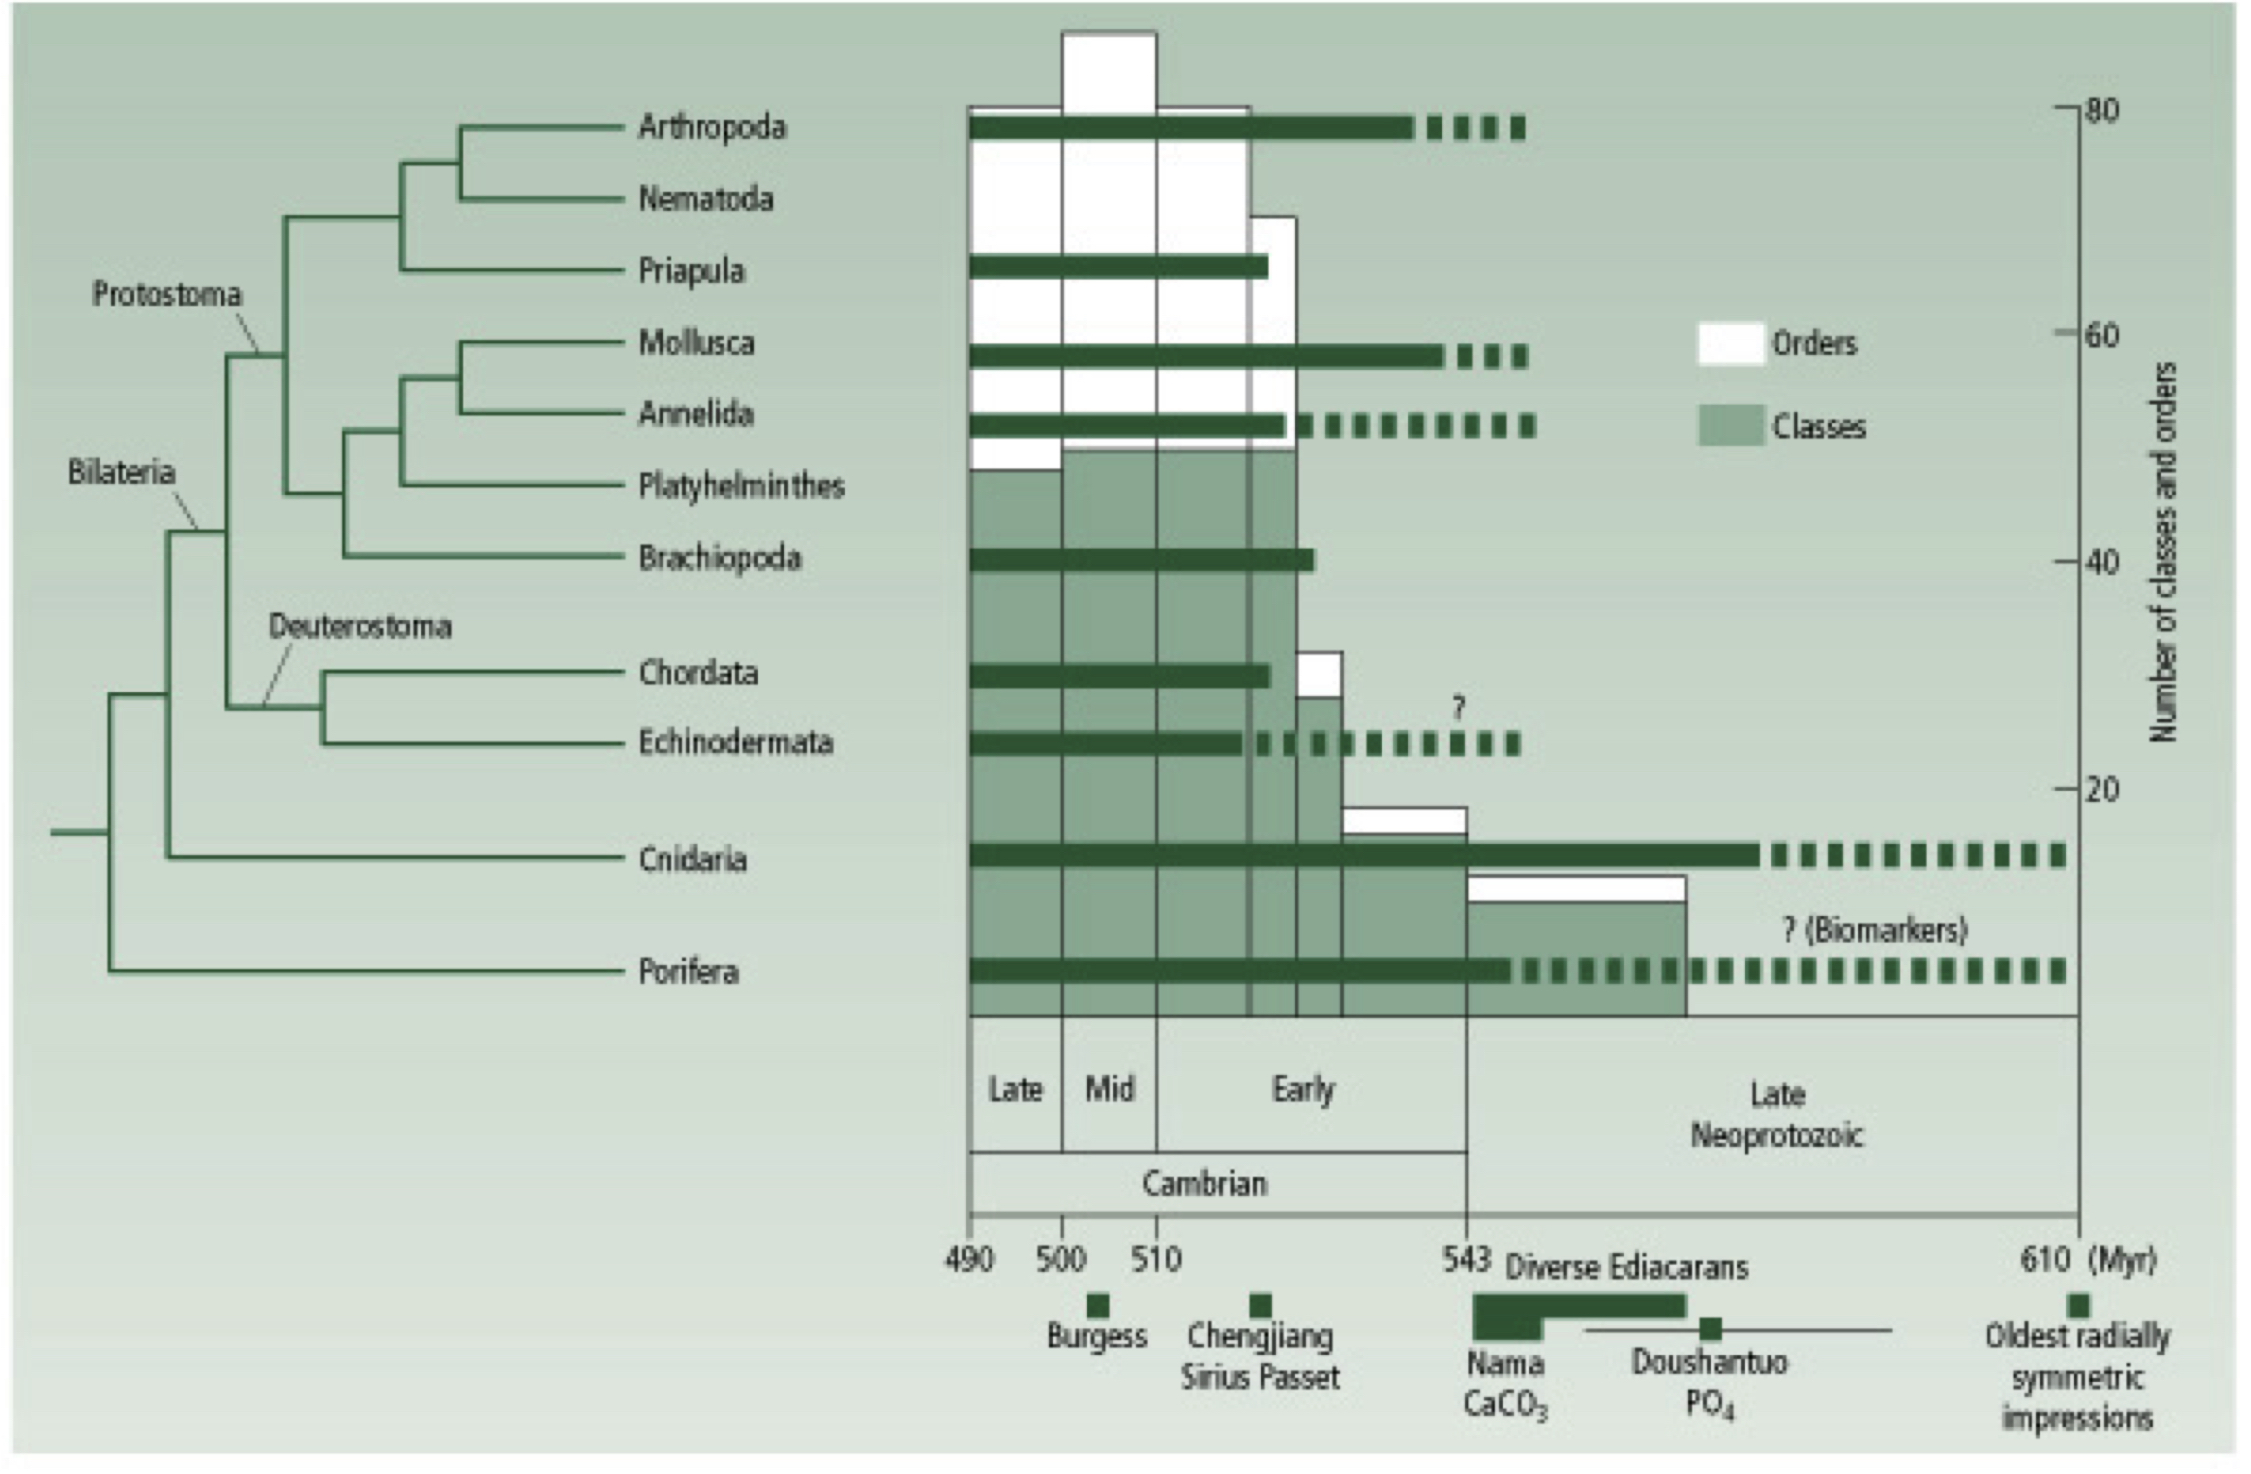 Arthropoda
Nematoda
Priapula
Protostoma
Mollusca
Annelida
Bilateria
Platyhelminthes
Brachiopoda
Deuterostoma
Chordata
Echinodermata
Cnidaria
Porifera
80
60
40
20
Number of classes and orders
Orders
Classes
?
? (Biomarkers)
Late
Mid
Early
Late
Neoprotozoic
Cambrian
490
500
510
543
610 (Myr)
Diverse Ediacarans
Burgess
Chengjiang
Sirius Passet
Nama
CaCO₃
Doushantuo
PO₄
Oldest radially
symmetric
impressions